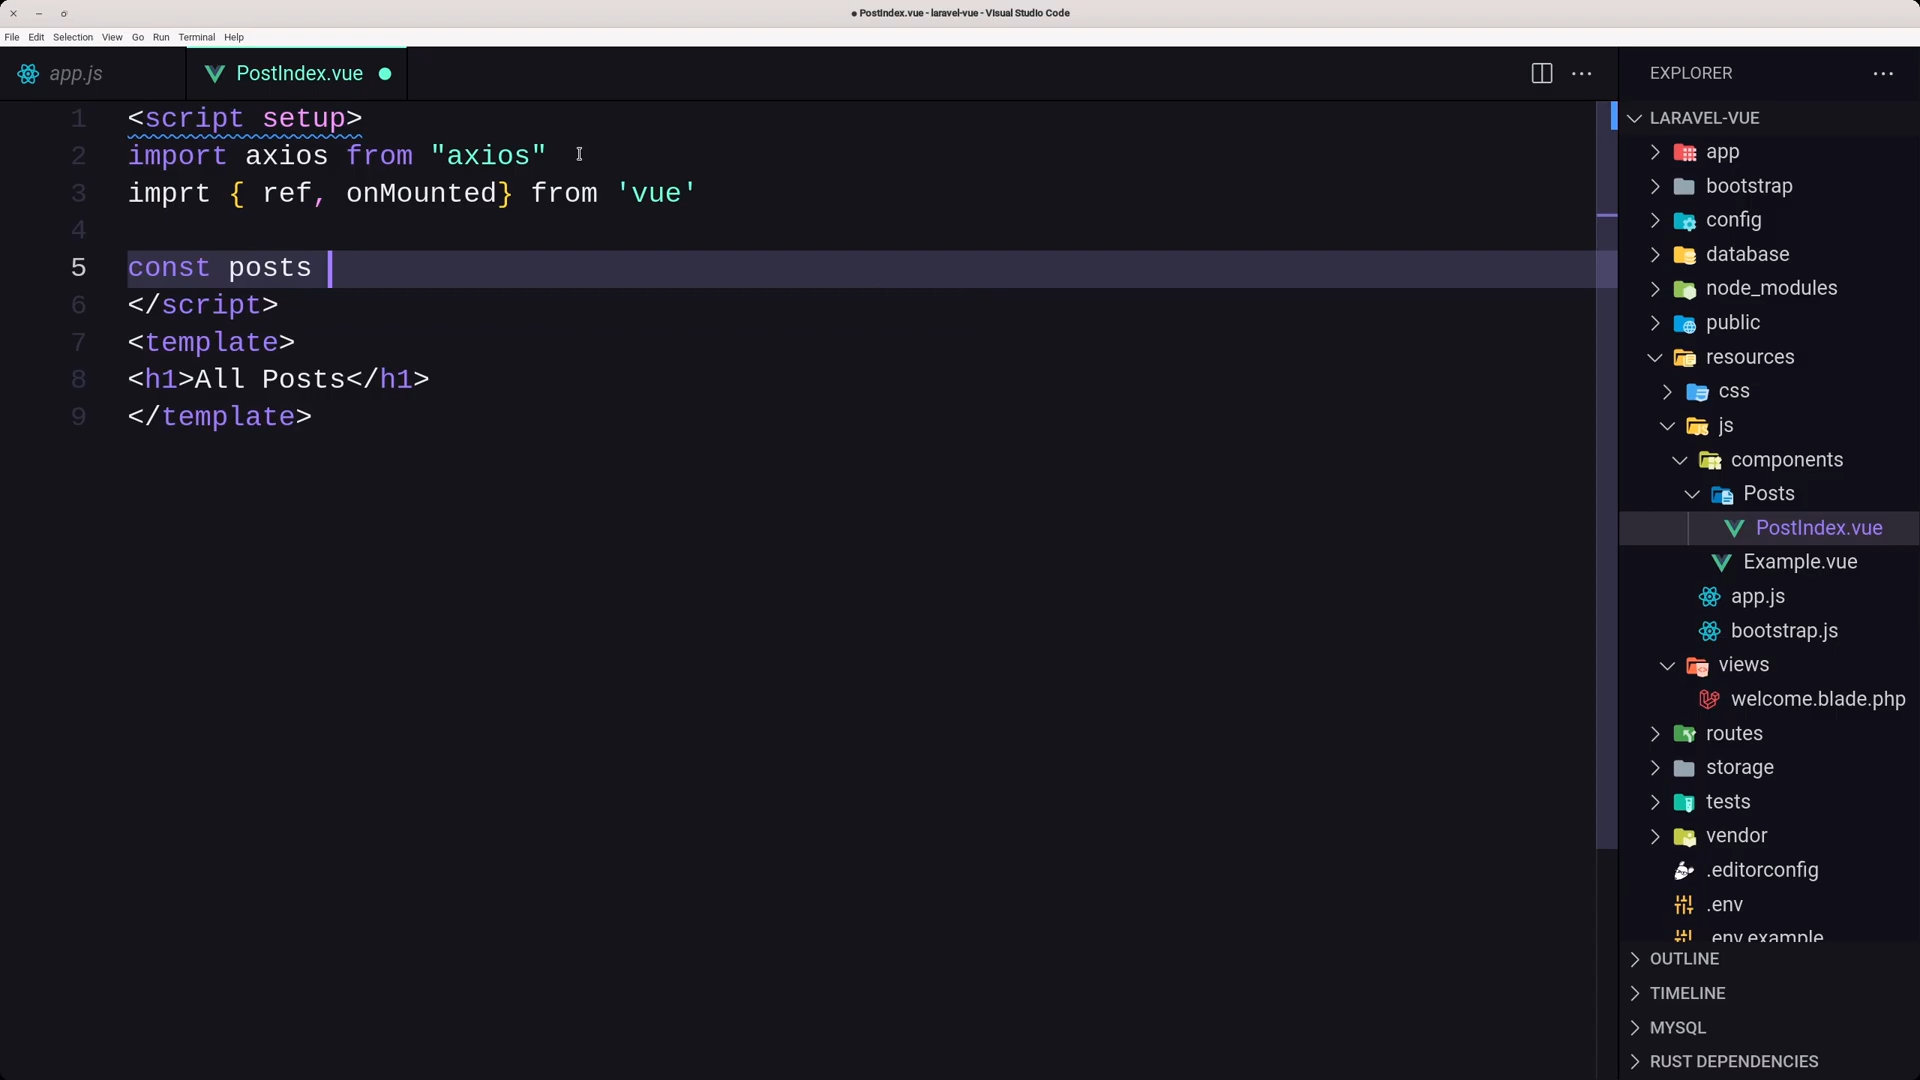 ● PostIndex.vue - laravel-vue - Visual Studio Code
File Edit Selection View Go Run Terminal Help
app.js
PostIndex.vue
1 <script setup>
2 import axios from "axios"
3 imprt { ref, onMounted} from 'vue'
4
5 const posts
6 </script>
7 <template>
8 <h1>All Posts</h1>
9 </template>
EXPLORER
LARAVEL-VUE
app
bootstrap
config
database
node_modules
public
resources
css
js
components
Posts
PostIndex.vue
Example.vue
app.js
bootstrap.js
views
welcome.blade.php
routes
storage
tests
vendor
.editorconfig
.env
.env.example
OUTLINE
TIMELINE
MYSQL
RUST DEPENDENCIES